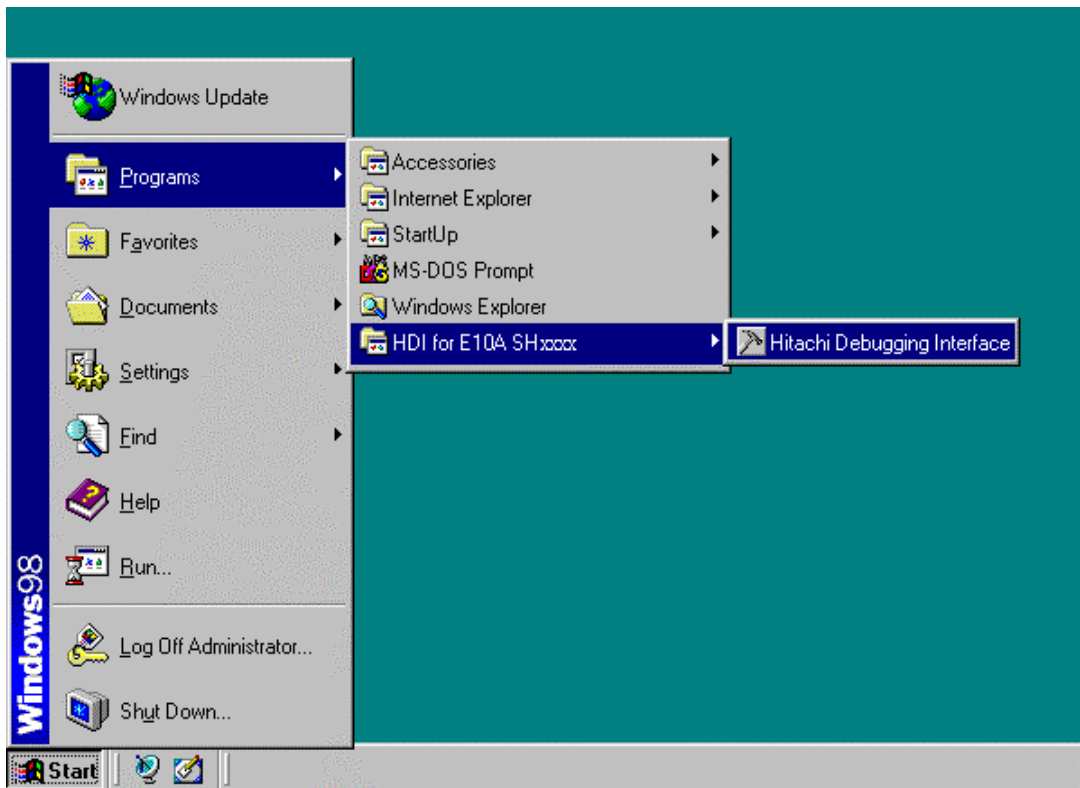 Windows Update
Programs
Favorites
Documents
Settings
Find
Help
Run...
Log Off Administrator...
Shut Down...
Windows98
Start
Accessories
Internet Explorer
StartUp
MS-DOS Prompt
Windows Explorer
HDI for E10A SHxxxx
Hitachi Debugging Interface